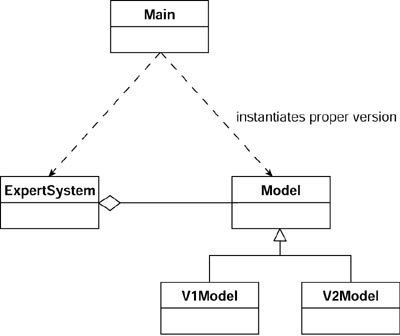 Main
instantiates proper version
ExpertSystem
Model
V1Model
V2Model